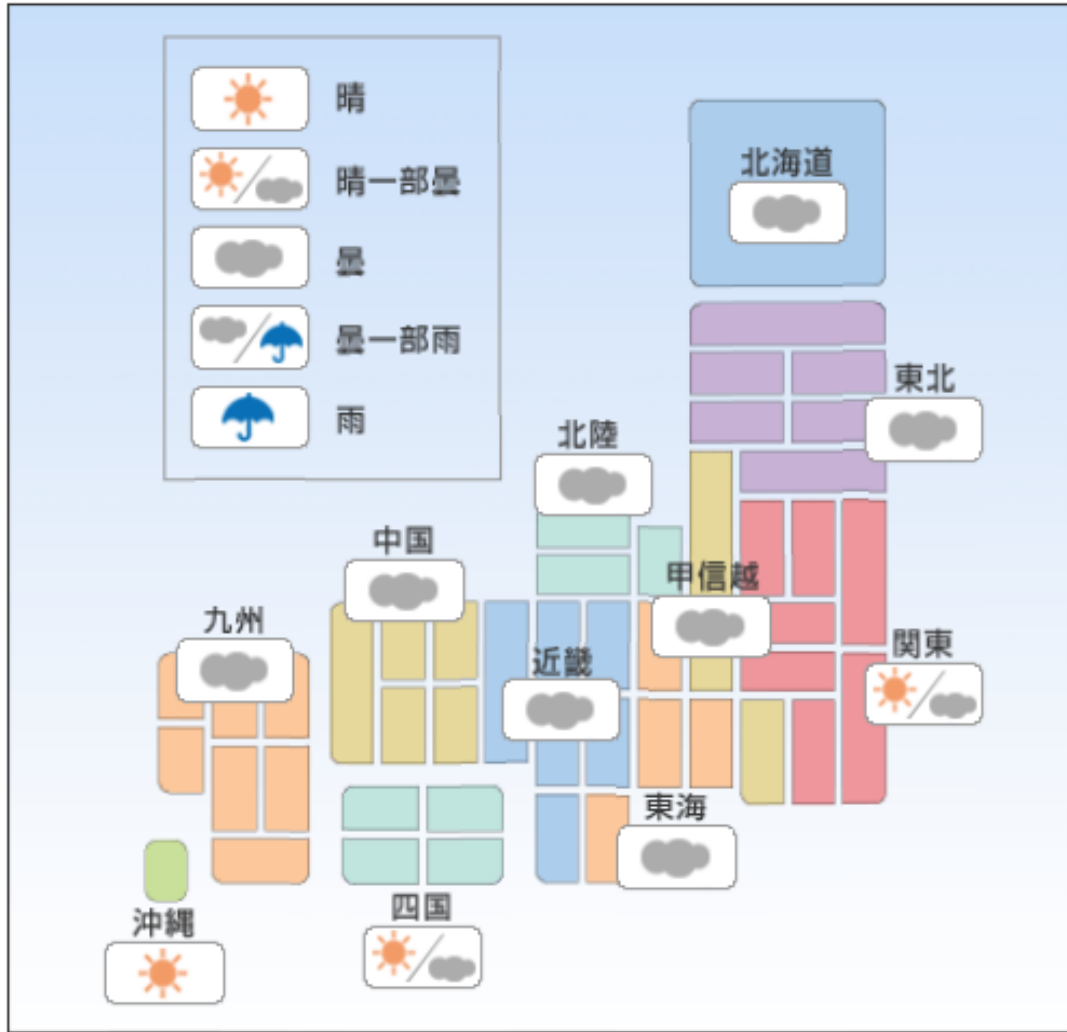 晴
晴一部曇
曇
曇一部雨
雨
北海道
東北
北陸
中国
甲信越
九州
関東
近畿
東海
四国
沖縄